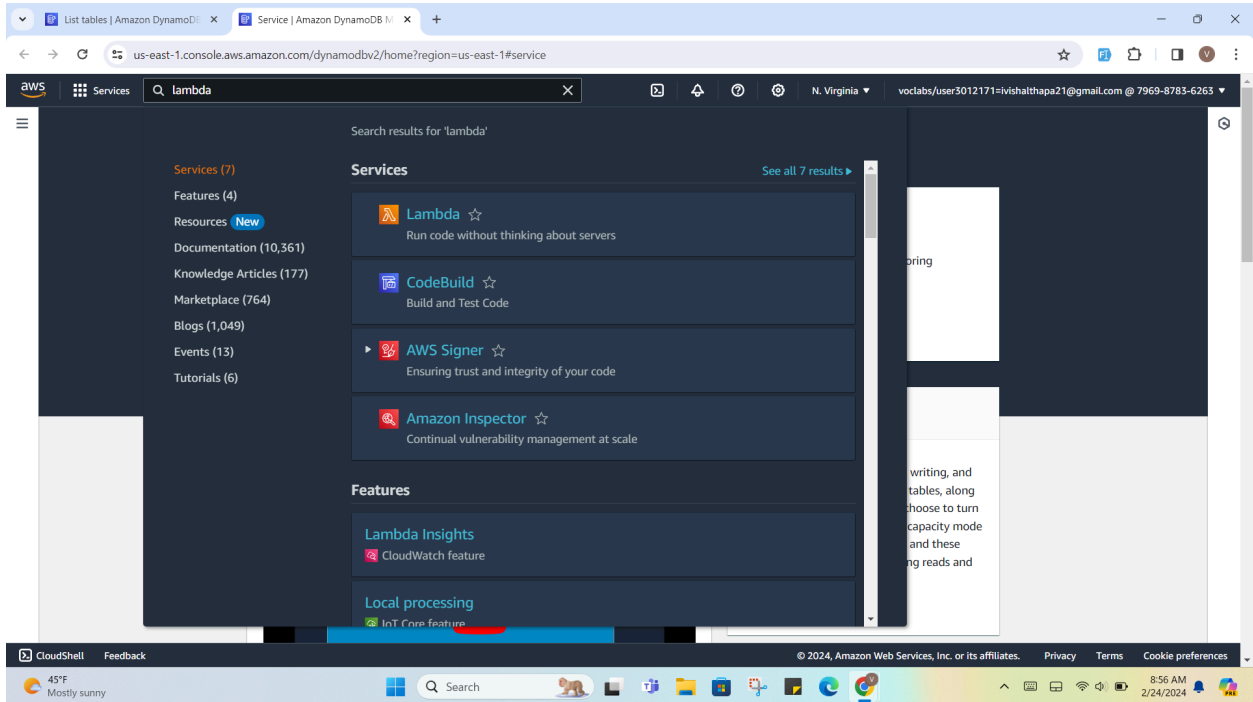 List tables | Amazon DynamoDB
Service | Amazon DynamoDB M
us-east-1.console.aws.amazon.com/dynamodbv2/home?region=us-east-1#service
V
aws
Services
lambda
N. Virginia
voclabs/user3012171=ivishalthapa21@gmail.com @ 7969-8783-6263
Search results for 'lambda'
Services (7)
Features (4)
Resources New
Documentation (10,361)
Knowledge Articles (177)
Marketplace (764)
Blogs (1,049)
Events (13)
Tutorials (6)
Services
See all 7 results
Lambda
Run code without thinking about servers
CodeBuild
Build and Test Code
AWS Signer
Ensuring trust and integrity of your code
Amazon Inspector
Continual vulnerability management at scale
Features
Lambda Insights
CloudWatch feature
Local processing
IoT Core feature
oring
writing, and
tables, along
choose to turn
capacity mode
and these
ng reads and
CloudShell
Feedback
© 2024, Amazon Web Services, Inc. or its affiliates.
Privacy
Terms
Cookie preferences
45°F
Mostly sunny
Search
V
8:56 AM
2/24/2024
PRE